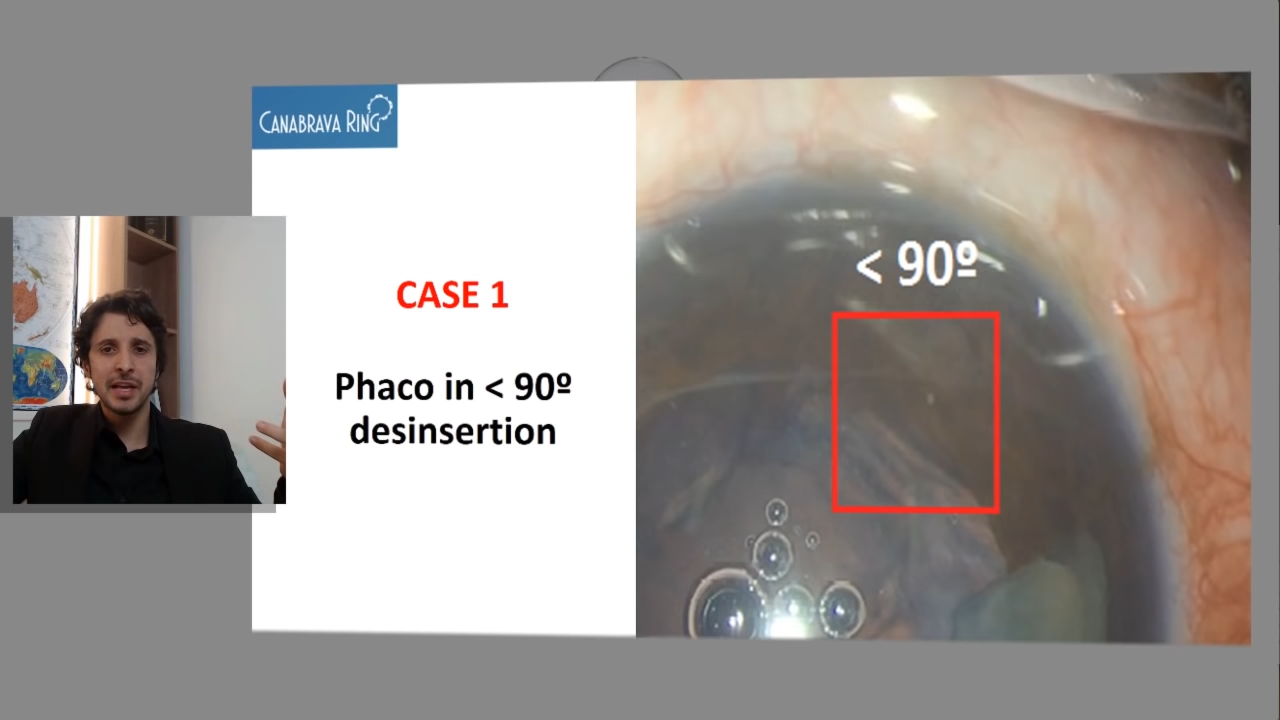 CANABRAVA RING
CASE 1
Phaco in < 90º
desinsertion
< 90º